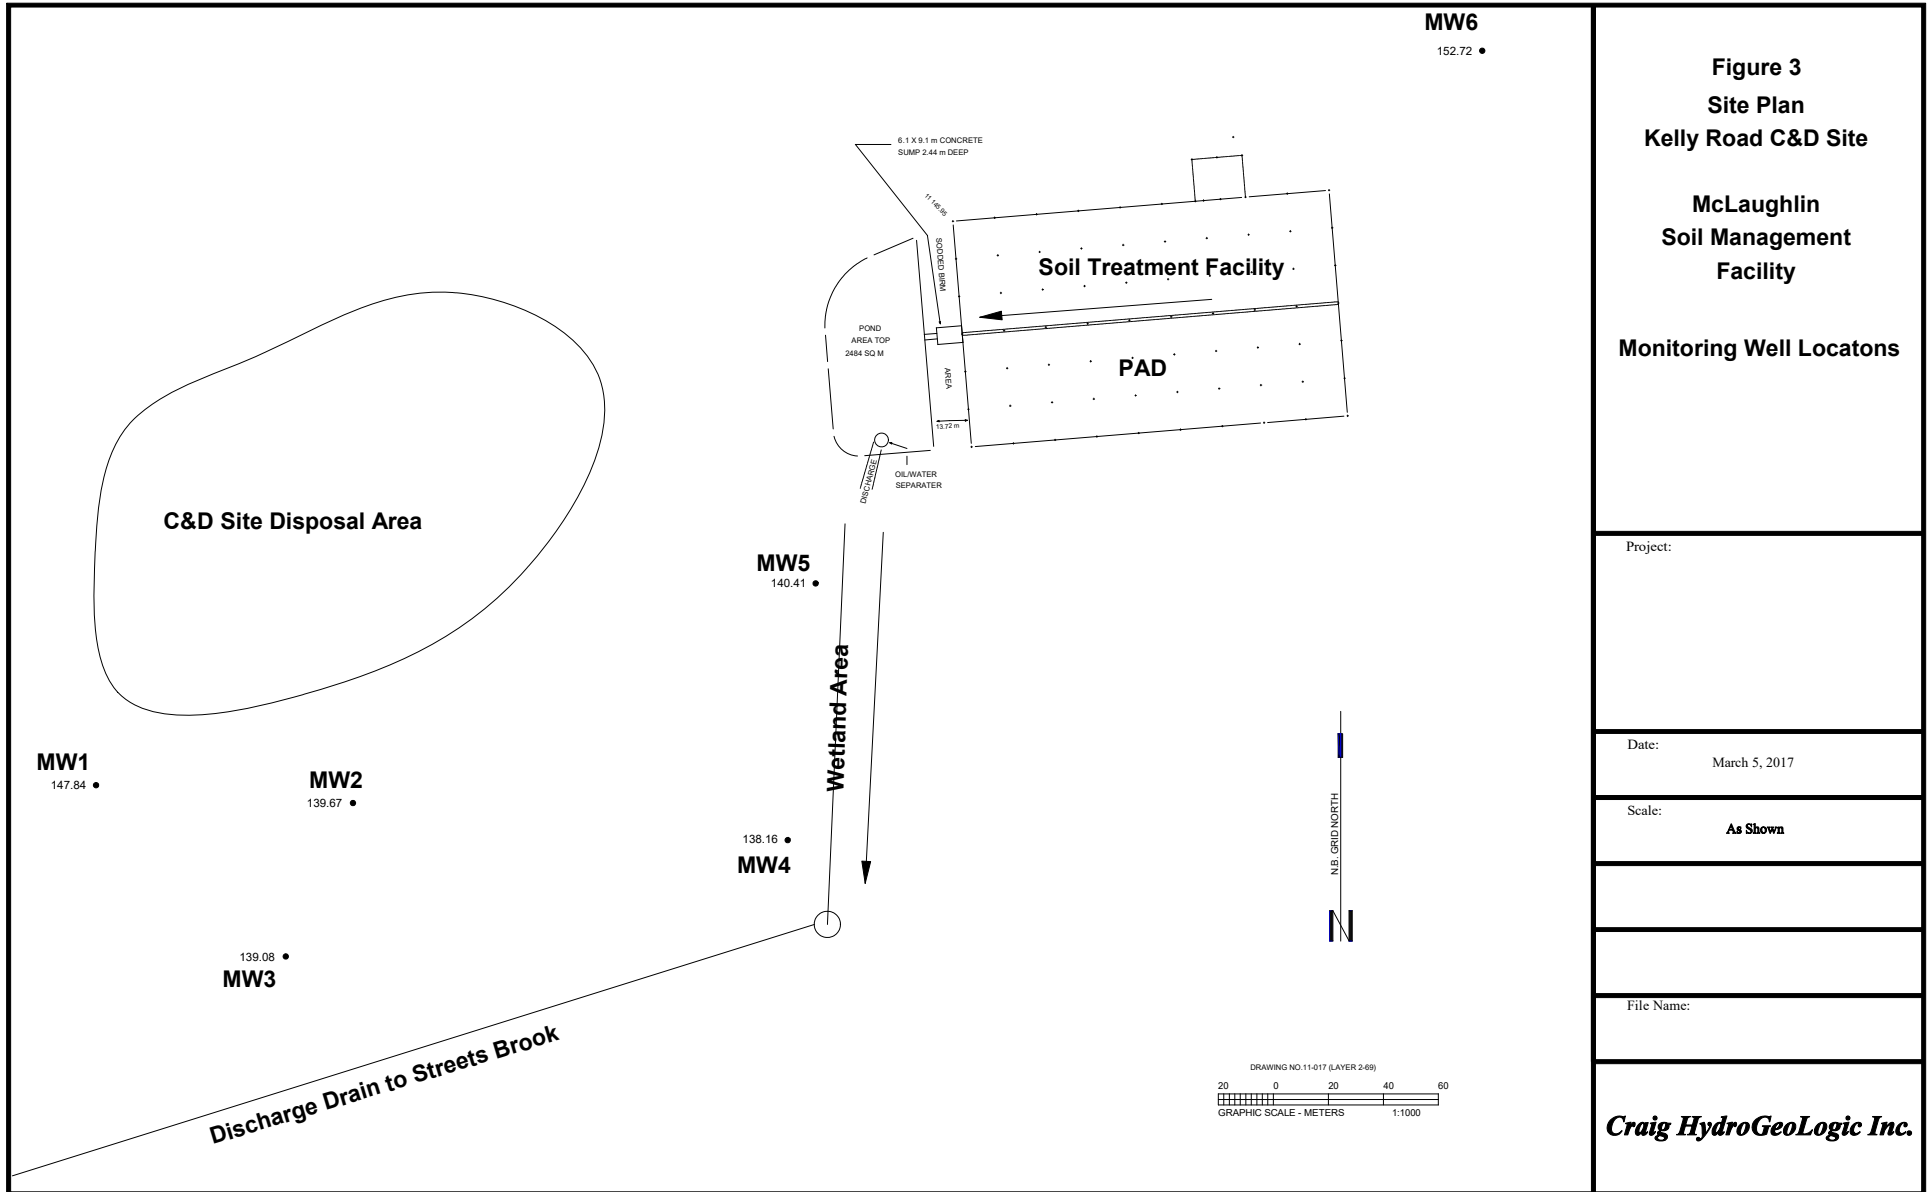 MW6
152.72
6.1 X 9.1 m CONCRETE
SUMP 2.44 m DEEP
11 145.95
SODDED BIRM
Soil Treatment Facility
POND
AREA TOP
2484 SQ M
AREA
PAD
13.72 m
OIL/WATER
SEPARATER
DISCHARGE
C&D Site Disposal Area
MW5
140.41
Wetland Area
MW1
147.84
MW2
139.67
138.16
MW4
139.08
MW3
Discharge Drain to Streets Brook
N.B. GRID NORTH
N
DRAWING NO.11-017 (LAYER 2-69)
20 0 20 40 60
GRAPHIC SCALE - METERS 1:1000
Figure 3
Site Plan
Kelly Road C&D Site
McLaughlin
Soil Management
Facility
Monitoring Well Locatons
Project:
Date:
March 5, 2017
Scale:
As Shown
File Name:
Craig HydroGeoLogic Inc.